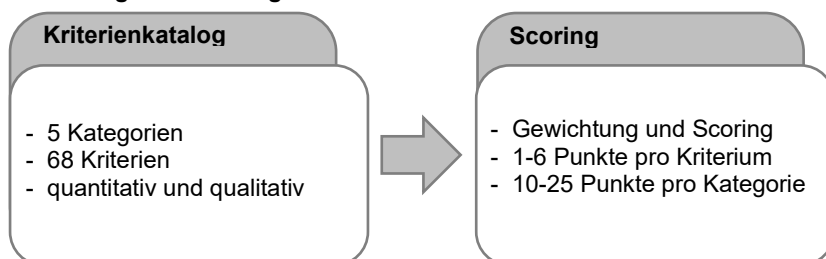 Kriterienkatalog
- 5 Kategorien
- 68 Kriterien
- quantitativ und qualitativ
Scoring
- Gewichtung und Scoring
- 1-6 Punkte pro Kriterium
- 10-25 Punkte pro Kategorie